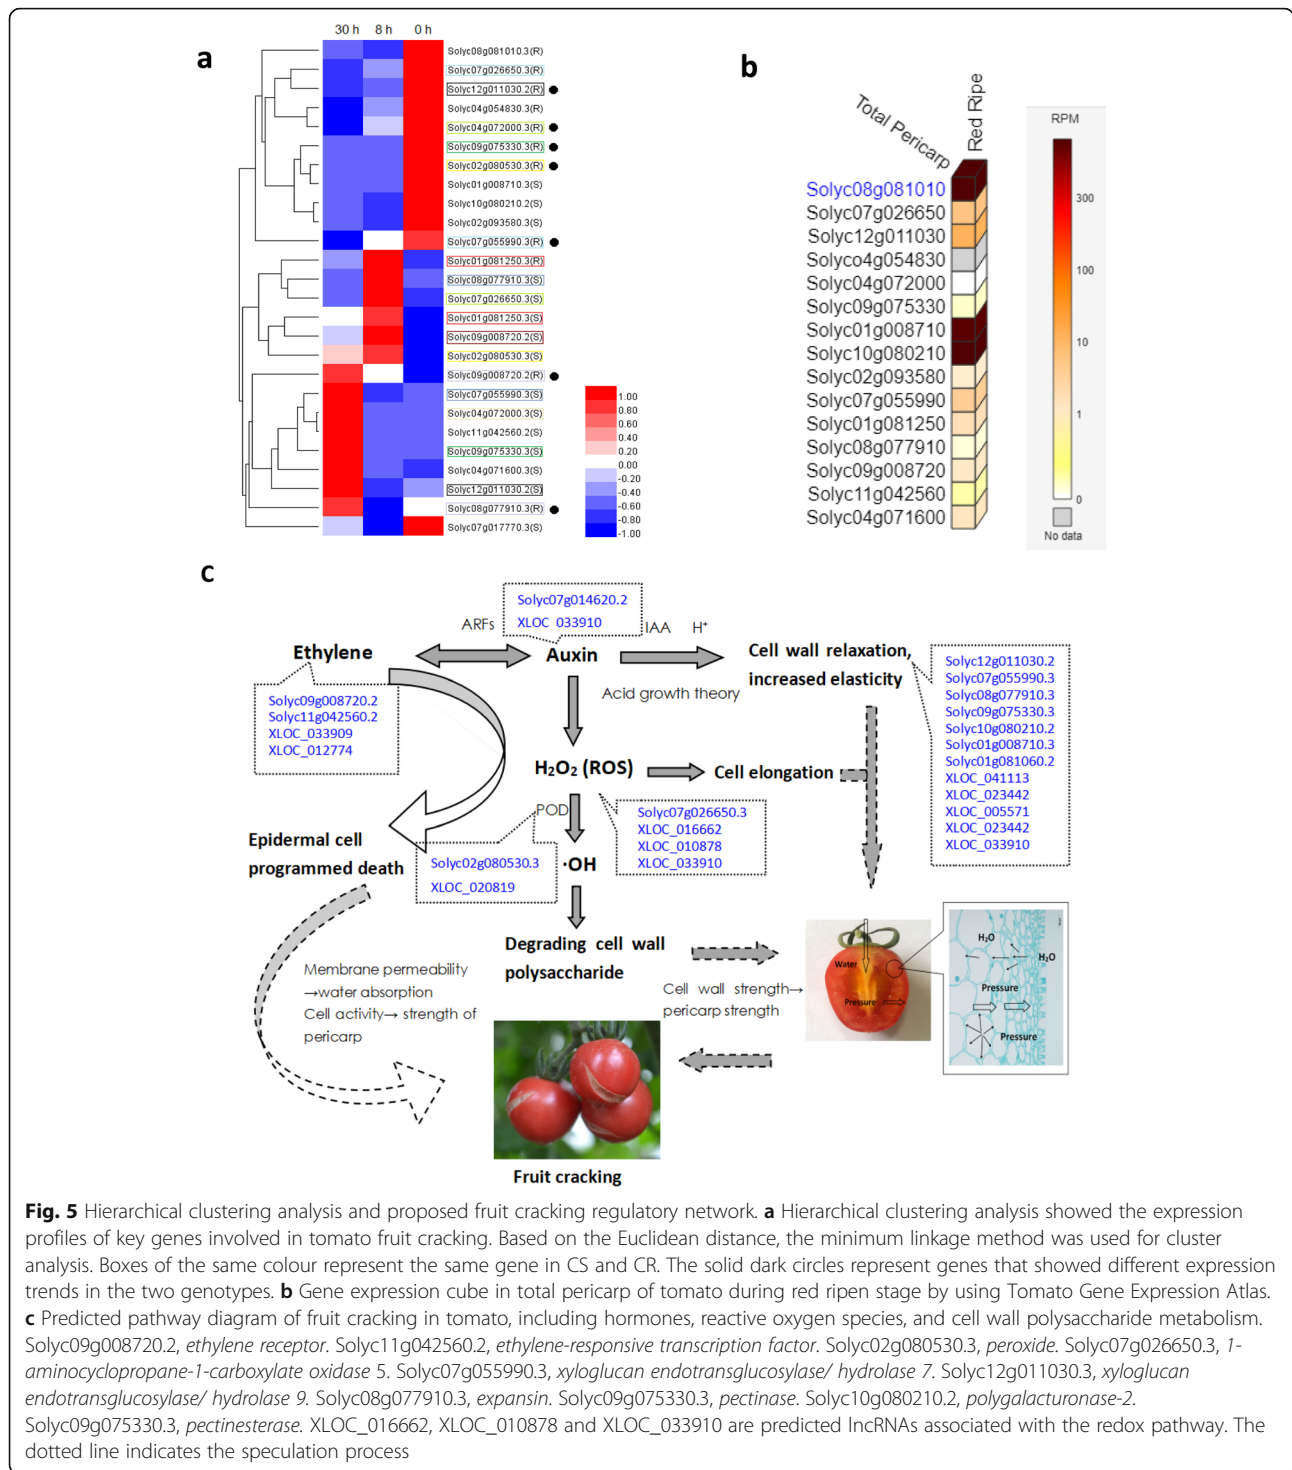 a
30 h 8 h 0 h
Solyc08g081010.3(R)
Solyc07g026650.3(R)
Solyc12g011030.2(R)
Solyc04g054830.3(R)
Solyc04g072000.3(R)
Solyc09g075330.3(R)
Solyc02g080530.3(R)
Solyc01g008710.3(S)
Solyc10g080210.2(S)
Solyc02g093580.3(S)
Solyc07g055990.3(R)
Solyc01g081250.3(R)
Solyc08g077910.3(S)
Solyc07g026650.3(S)
Solyc01g081250.3(S)
Solyc09g008720.2(S)
Solyc02g080530.3(S)
Solyc09g008720.2(R)
Solyc07g055990.3(S)
Solyc04g072000.3(S)
Solyc11g042560.2(S)
Solyc09g075330.3(S)
Solyc04g071600.3(S)
Solyc12g011030.2(S)
Solyc08g077910.3(R)
Solyc07g017770.3(S)
1.00
0.80
0.60
0.40
0.20
0.00
-0.20
-0.40
-0.60
-0.80
-1.00
b
Total Pericarp
Red Ripe
Solyc08g081010
Solyc07g026650
Solyc12g011030
Solyco4g054830
Solyc04g072000
Solyc09g075330
Solyc01g008710
Solyc10g080210
Solyc02g093580
Solyc07g055990
Solyc01g081250
Solyc08g077910
Solyc09g008720
Solyc11g042560
Solyc04g071600
RPM
300
100
10
1
0
No data
c
Solyc07g014620.2
XLOC_033910
ARFs
IAA H⁺
Ethylene
Auxin
Cell wall relaxation,
increased elasticity
Acid growth theory
Solyc09g008720.2
Solyc11g042560.2
XLOC_033909
XLOC_012774
Solyc12g011030.2
Solyc07g055990.3
Solyc08g077910.3
Solyc09g075330.3
Solyc10g080210.2
Solyc01g008710.3
Solyc01g081060.2
XLOC_041113
XLOC_023442
XLOC_005571
XLOC_023442
XLOC_033910
H₂O₂ (ROS)
Cell elongation
POD
Solyc07g026650.3
XLOC_016662
XLOC_010878
XLOC_033910
Epidermal cell
programmed death
Solyc02g080530.3
XLOC_020819
·OH
Degrading cell wall
polysaccharide
Membrane permeability
→water absorption
Cell activity→ strength of
pericarp
Cell wall strength→
pericarp strength
Water
Pressure
H₂O
H₂O
Pressure
Pressure
Fruit cracking
Fig. 5 Hierarchical clustering analysis and proposed fruit cracking regulatory network. a Hierarchical clustering analysis showed the expression
profiles of key genes involved in tomato fruit cracking. Based on the Euclidean distance, the minimum linkage method was used for cluster
analysis. Boxes of the same colour represent the same gene in CS and CR. The solid dark circles represent genes that showed different expression
trends in the two genotypes. b Gene expression cube in total pericarp of tomato during red ripen stage by using Tomato Gene Expression Atlas.
c Predicted pathway diagram of fruit cracking in tomato, including hormones, reactive oxygen species, and cell wall polysaccharide metabolism.
Solyc09g008720.2, ethylene receptor. Solyc11g042560.2, ethylene-responsive transcription factor. Solyc02g080530.3, peroxide. Solyc07g026650.3, 1-
aminocyclopropane-1-carboxylate oxidase 5. Solyc07g055990.3, xyloglucan endotransglucosylase/ hydrolase 7. Solyc12g011030.3, xyloglucan
endotransglucosylase/ hydrolase 9. Solyc08g077910.3, expansin. Solyc09g075330.3, pectinase. Solyc10g080210.2, polygalacturonase-2.
Solyc09g075330.3, pectinesterase. XLOC_016662, XLOC_010878 and XLOC_033910 are predicted lncRNAs associated with the redox pathway. The
dotted line indicates the speculation process